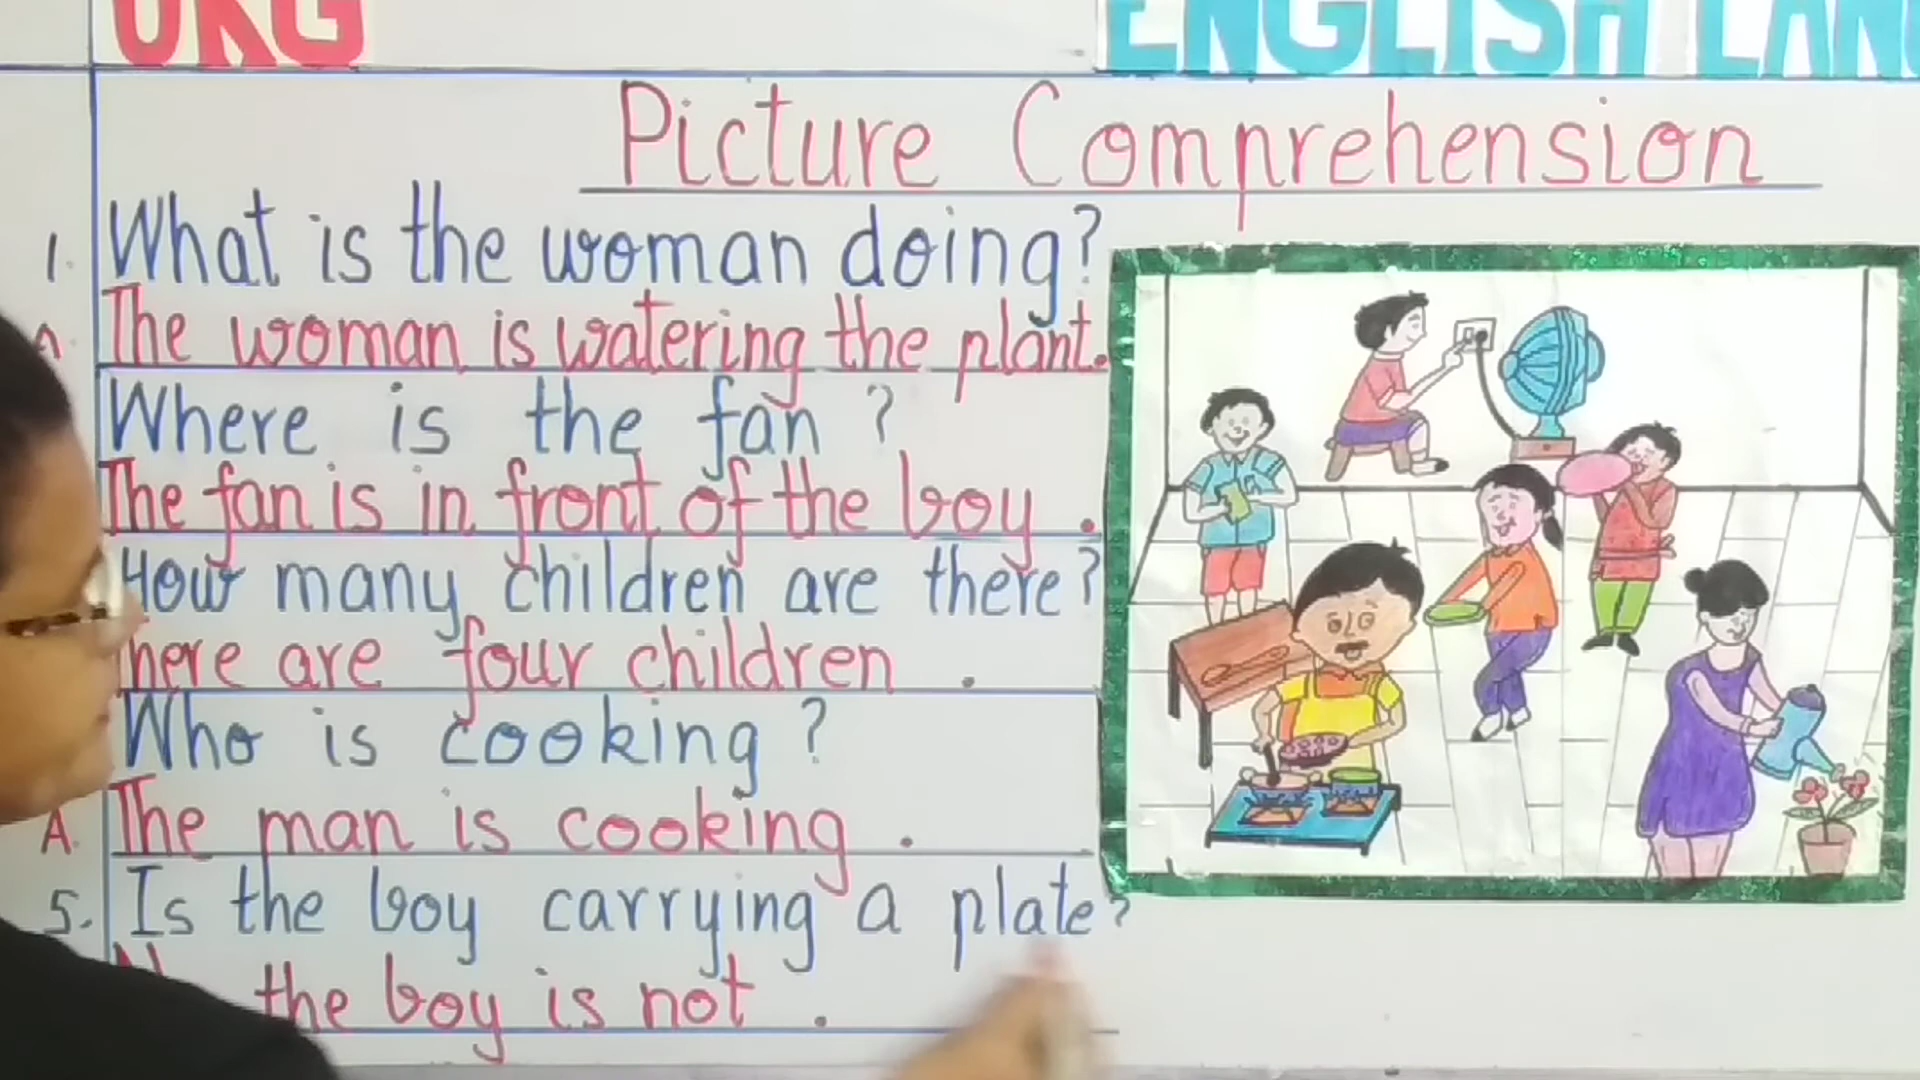 UKG ENGLISH LAN
Picture Comprehension
1. What is the woman doing?
The woman is watering the plant.
Where is the fan ?
The fan is in front of the boy .
How many children are there?
here are four children .
Who is cooking ?
A. The man is cooking .
5. Is the boy carrying a plate?
the boy is not .